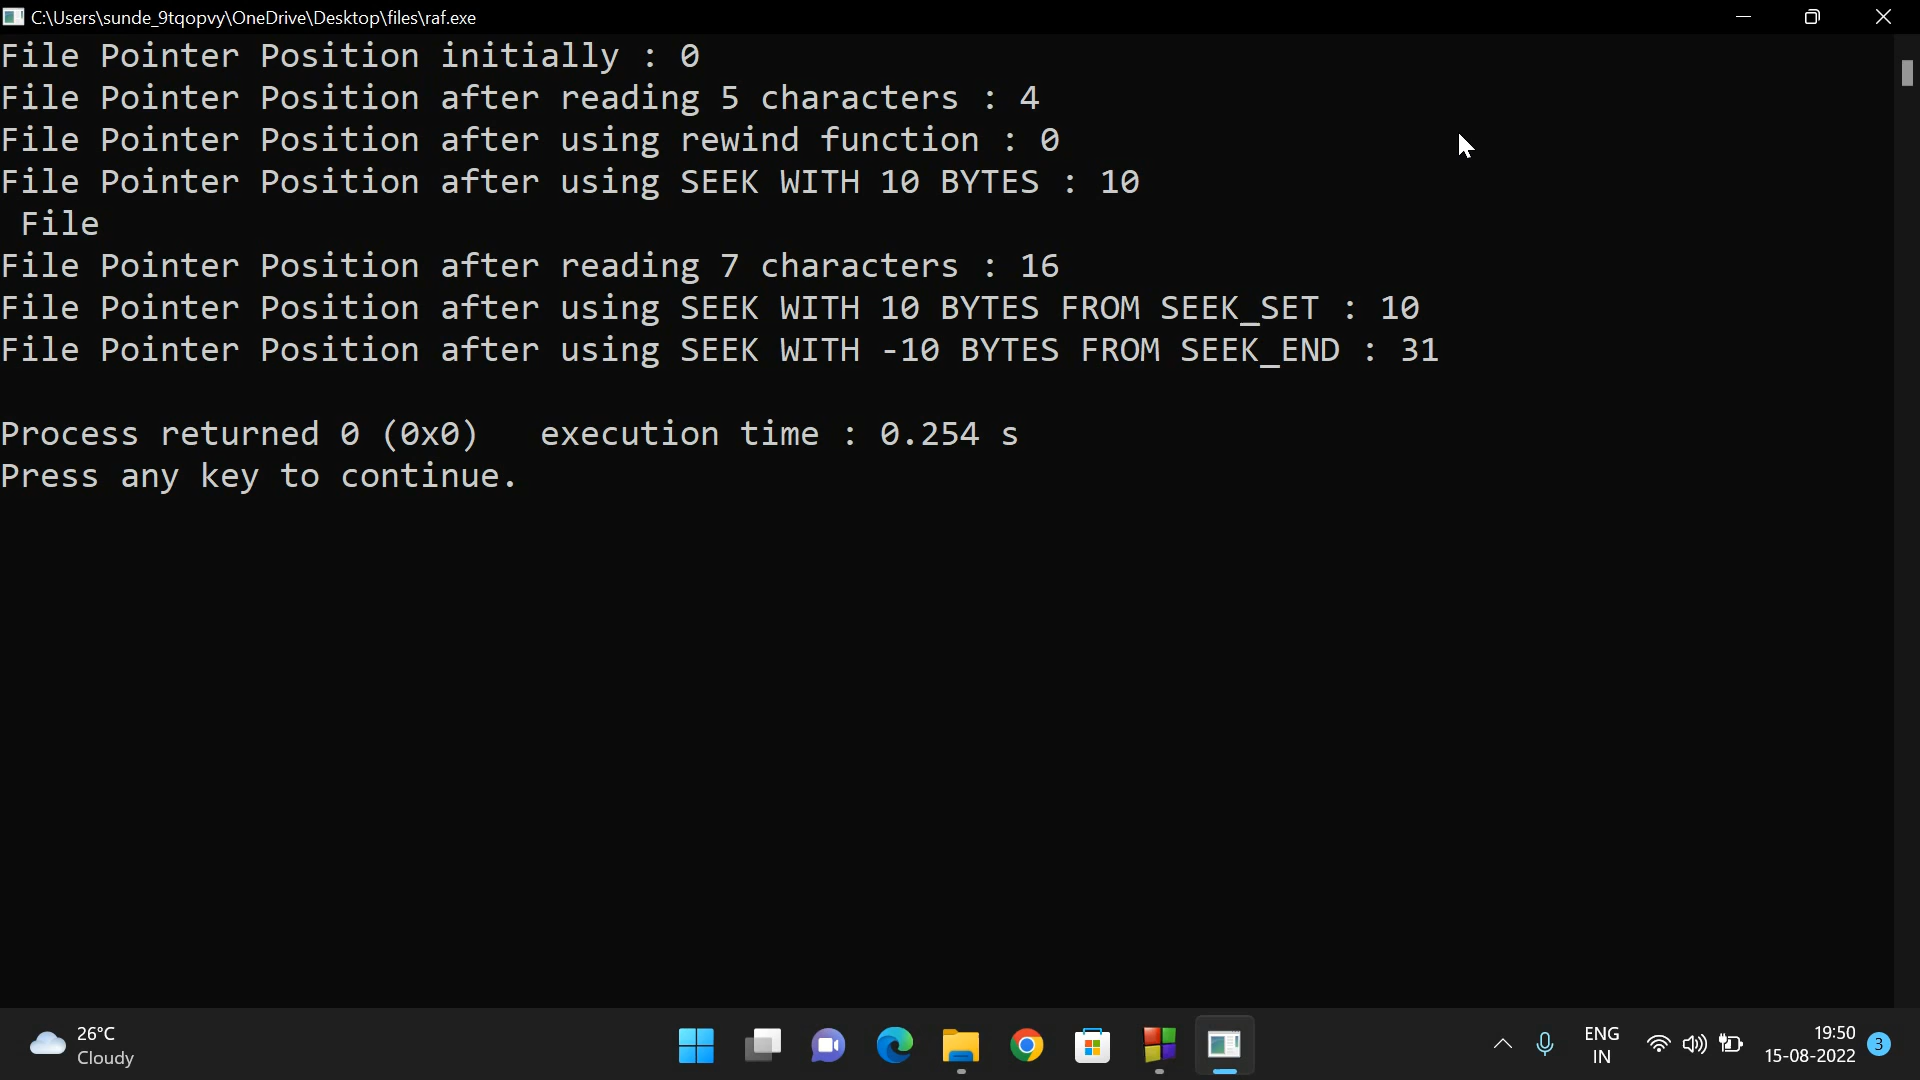 C:\Users\sunde_9tqopvy\OneDrive\Desktop\files\raf.exe
File Pointer Position initially : 0
File Pointer Position after reading 5 characters : 4
File Pointer Position after using rewind function : 0
File Pointer Position after using SEEK WITH 10 BYTES : 10
 File
File Pointer Position after reading 7 characters : 16
File Pointer Position after using SEEK WITH 10 BYTES FROM SEEK_SET : 10
File Pointer Position after using SEEK WITH -10 BYTES FROM SEEK_END : 31
Process returned 0 (0x0)   execution time : 0.254 s
Press any key to continue.
26°C
Cloudy
ENG
IN
19:50
15-08-2022
3